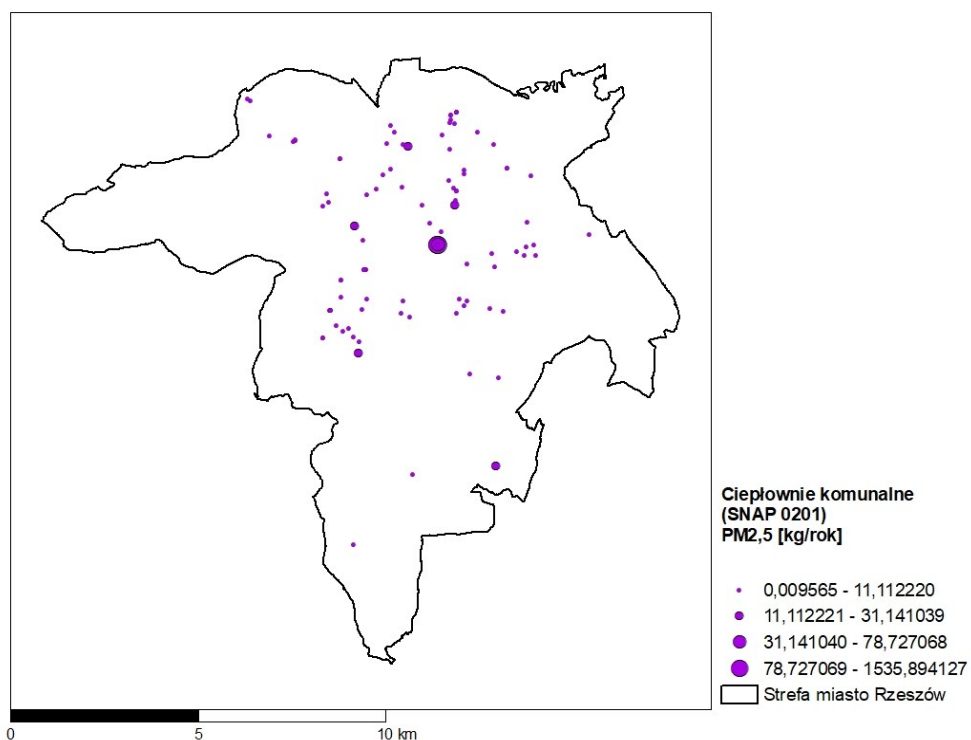 Ciepłownie komunalne
(SNAP 0201)
PM2,5 [kg/rok]
0,009565 - 11,112220
11,112221 - 31,141039
31,141040 - 78,727068
78,727069 - 1535,894127
Strefa miasto Rzeszów
0 5 10 km